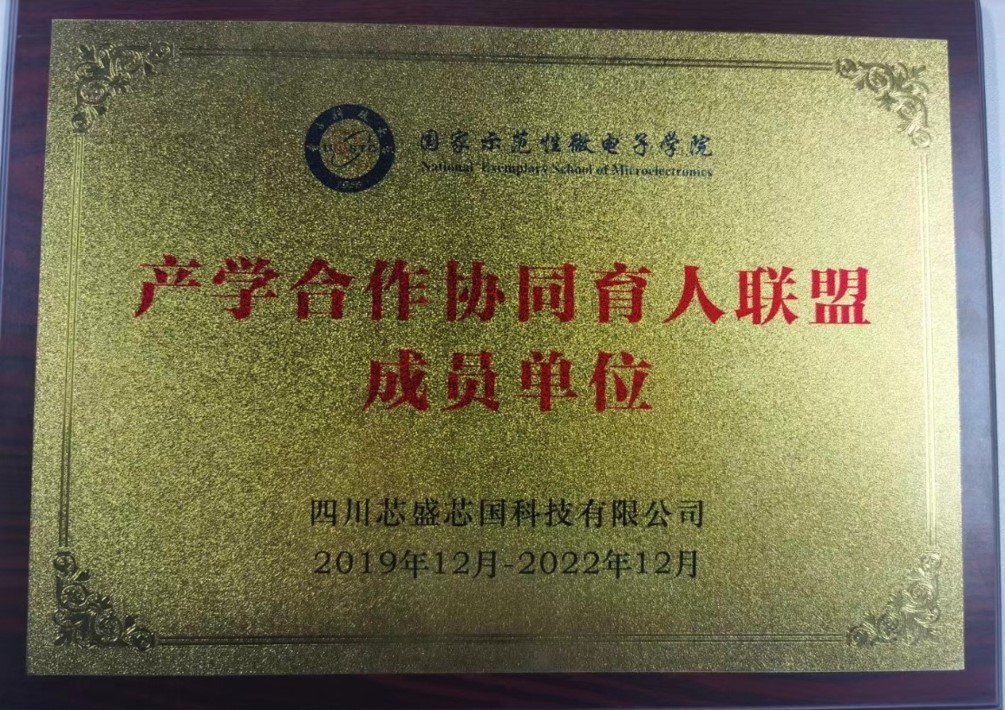 国家示范性微电子学院
National Exemplary School of Microelectronics
1956
产学合作协同育人联盟
成员单位
四川芯盛芯国科技有限公司
2019年12月-2022年12月